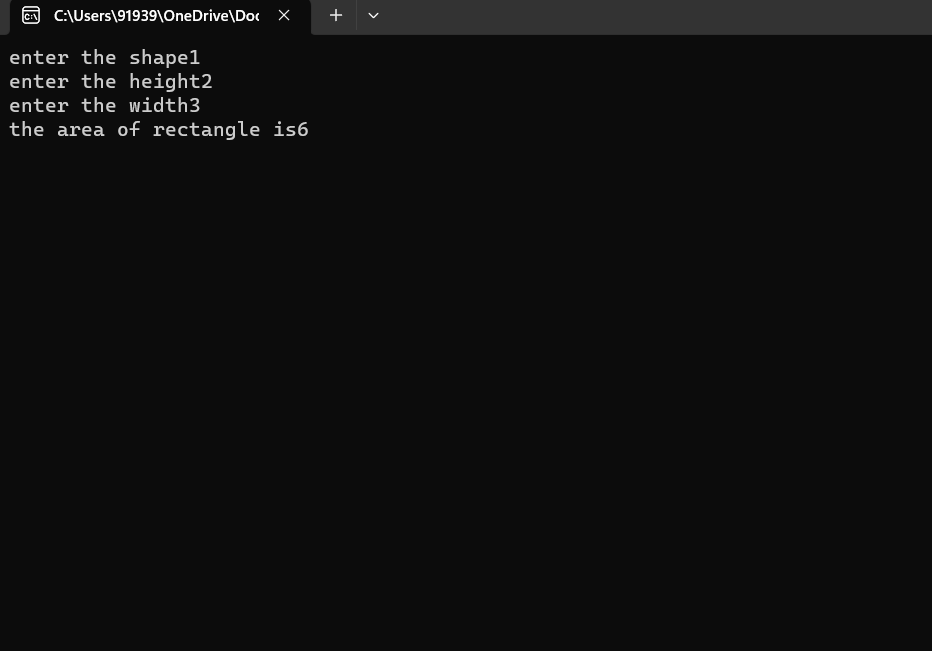 C:\Users\91939\OneDrive\Doc
enter the shape1
enter the height2
enter the width3
the area of rectangle is6